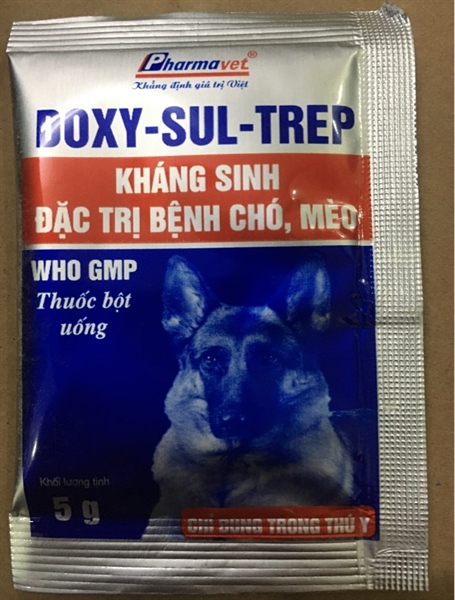 Pharmavet®
Khẳng định giá trị Việt
DOXY-SUL-TREP
KHÁNG SINH
ĐẶC TRỊ BỆNH CHÓ, MÈO
WHO GMP
Thuốc bột
uống
Khối lượng tịnh
5 g
CHỈ DÙNG TRONG THÚ Y